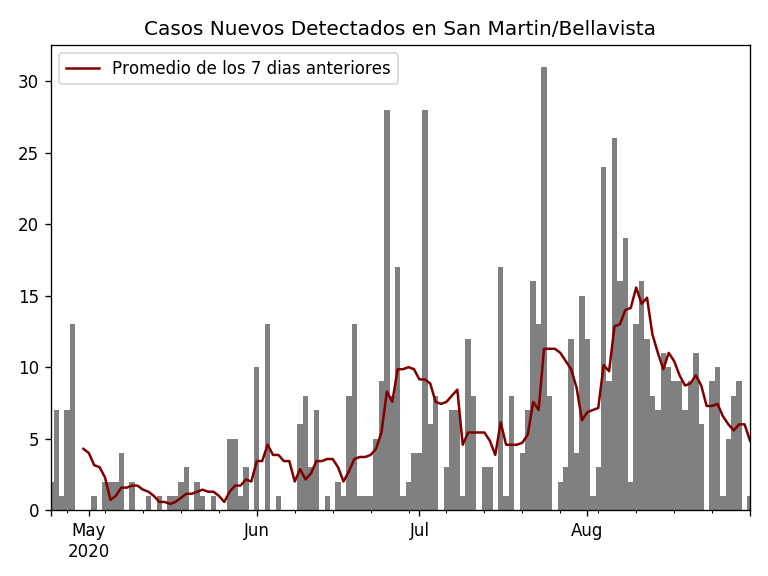 Casos Nuevos Detectados en San Martin/Bellavista
Promedio de los 7 dias anteriores
30
25
20
15
10
5
0
May
2020
Jun
Jul
Aug